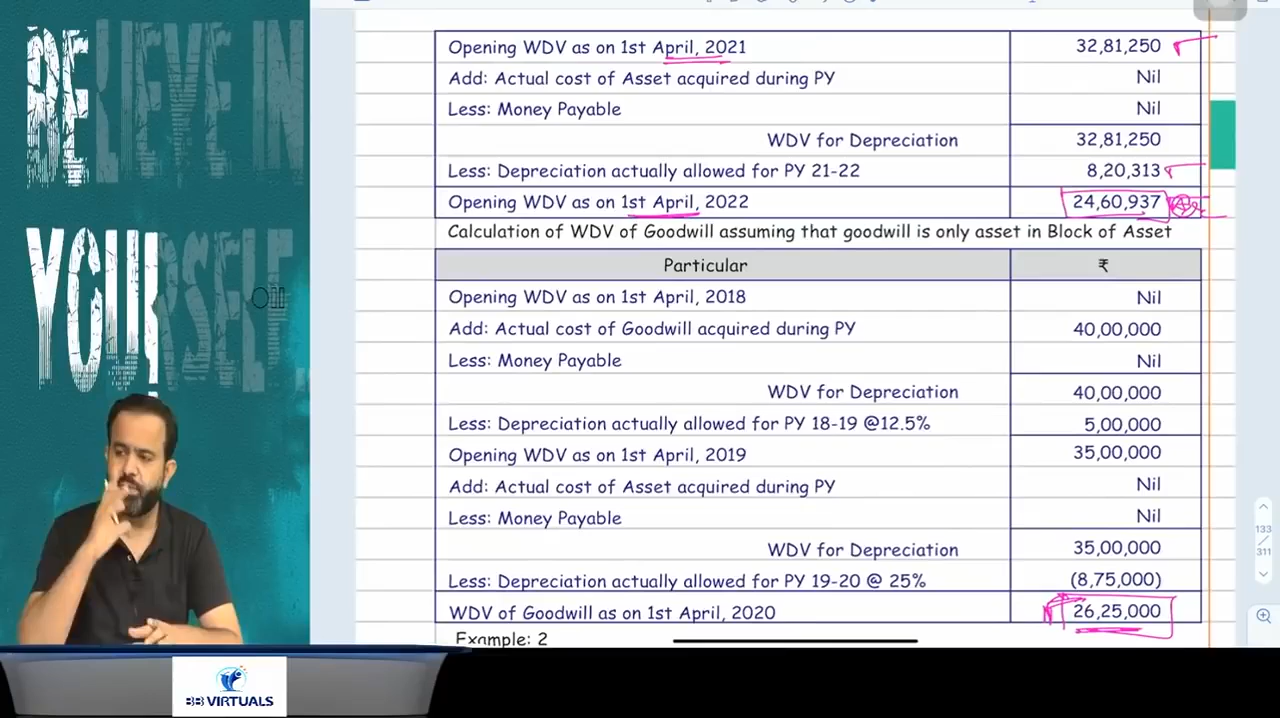 BELIEVE IN
YOURSELF
Opening WDV as on 1st April, 2021 32,81,250
Add: Actual cost of Asset acquired during PY Nil
Less: Money Payable Nil
WDV for Depreciation 32,81,250
Less: Depreciation actually allowed for PY 21-22 8,20,313
Opening WDV as on 1st April, 2022 24,60,937
Calculation of WDV of Goodwill assuming that goodwill is only asset in Block of Asset
Particular ₹
Opening WDV as on 1st April, 2018 Nil
Add: Actual cost of Goodwill acquired during PY 40,00,000
Less: Money Payable Nil
WDV for Depreciation 40,00,000
Less: Depreciation actually allowed for PY 18-19 @12.5% 5,00,000
Opening WDV as on 1st April, 2019 35,00,000
Add: Actual cost of Asset acquired during PY Nil
Less: Money Payable Nil
WDV for Depreciation 35,00,000
Less: Depreciation actually allowed for PY 19-20 @ 25% (8,75,000)
WDV of Goodwill as on 1st April, 2020 26,25,000
Example: 2
133
/
311
BB VIRTUALS